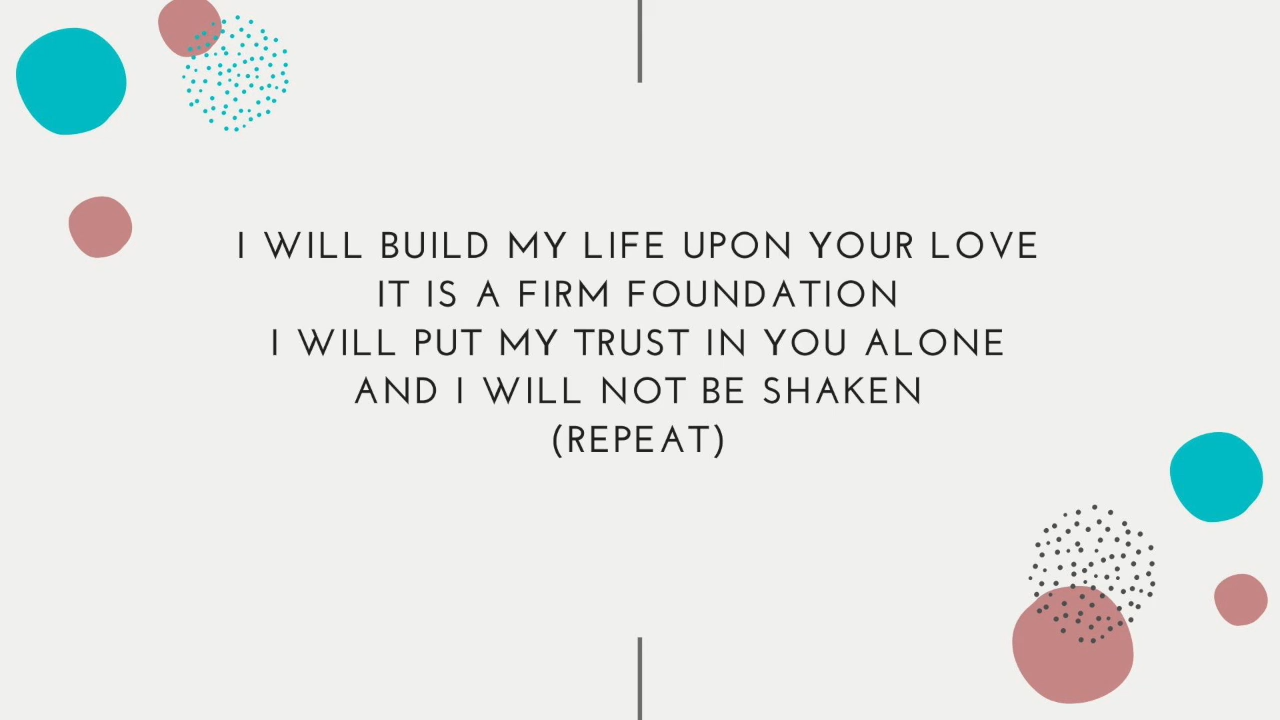 I WILL BUILD MY LIFE UPON YOUR LOVE
IT IS A FIRM FOUNDATION
I WILL PUT MY TRUST IN YOU ALONE
AND I WILL NOT BE SHAKEN
(REPEAT)